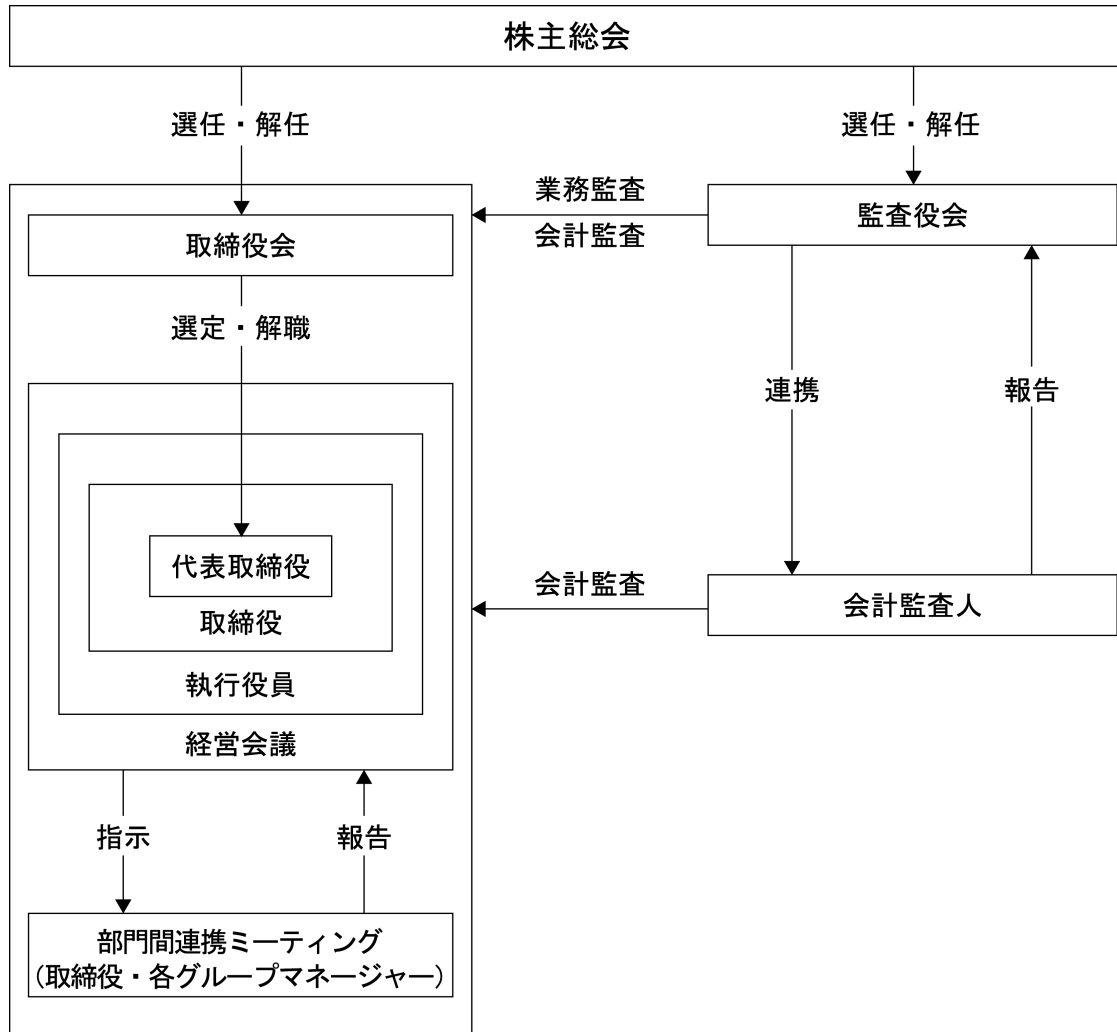 株主総会
選任・解任
選任・解任
業務監査
会計監査
監査役会
取締役会
選定・解職
連携
報告
代表取締役
取締役
執行役員
経営会議
会計監査
会計監査人
指示
報告
部門間連携ミーティング
(取締役・各グループマネージャー)